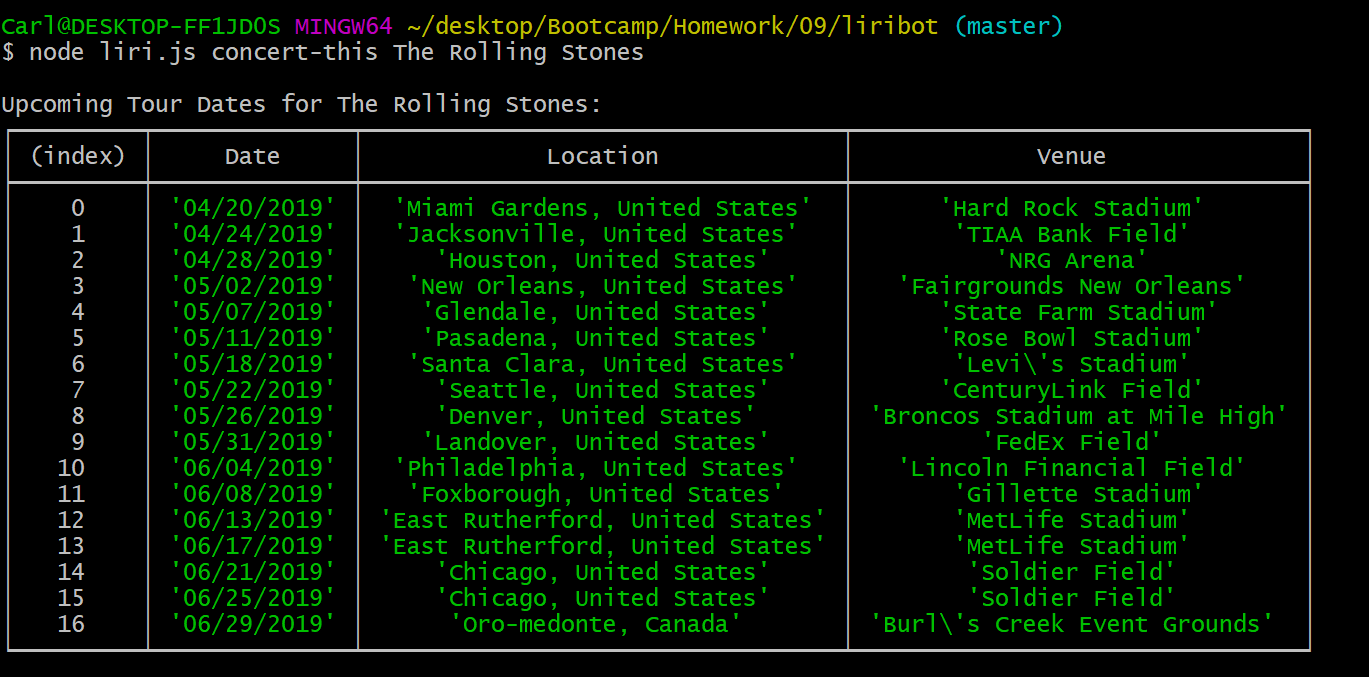 Carl@DESKTOP-FF1JDOS MINGW64 ~/desktop/Bootcamp/Homework/09/liribot (master)
$ node liri.js concert-this The Rolling Stones
Upcoming Tour Dates for The Rolling Stones:
(index) Date Location Venue
0 '04/20/2019' 'Miami Gardens, United States' 'Hard Rock Stadium'
1 '04/24/2019' 'Jacksonville, United States' 'TIAA Bank Field'
2 '04/28/2019' 'Houston, United States' 'NRG Arena'
3 '05/02/2019' 'New Orleans, United States' 'Fairgrounds New Orleans'
4 '05/07/2019' 'Glendale, United States' 'State Farm Stadium'
5 '05/11/2019' 'Pasadena, United States' 'Rose Bowl Stadium'
6 '05/18/2019' 'Santa Clara, United States' 'Levi\'s Stadium'
7 '05/22/2019' 'Seattle, United States' 'CenturyLink Field'
8 '05/26/2019' 'Denver, United States' 'Broncos Stadium at Mile High'
9 '05/31/2019' 'Landover, United States' 'FedEx Field'
10 '06/04/2019' 'Philadelphia, United States' 'Lincoln Financial Field'
11 '06/08/2019' 'Foxborough, United States' 'Gillette Stadium'
12 '06/13/2019' 'East Rutherford, United States' 'MetLife Stadium'
13 '06/17/2019' 'East Rutherford, United States' 'MetLife Stadium'
14 '06/21/2019' 'Chicago, United States' 'Soldier Field'
15 '06/25/2019' 'Chicago, United States' 'Soldier Field'
16 '06/29/2019' 'Oro-medonte, Canada' 'Burl\'s Creek Event Grounds'